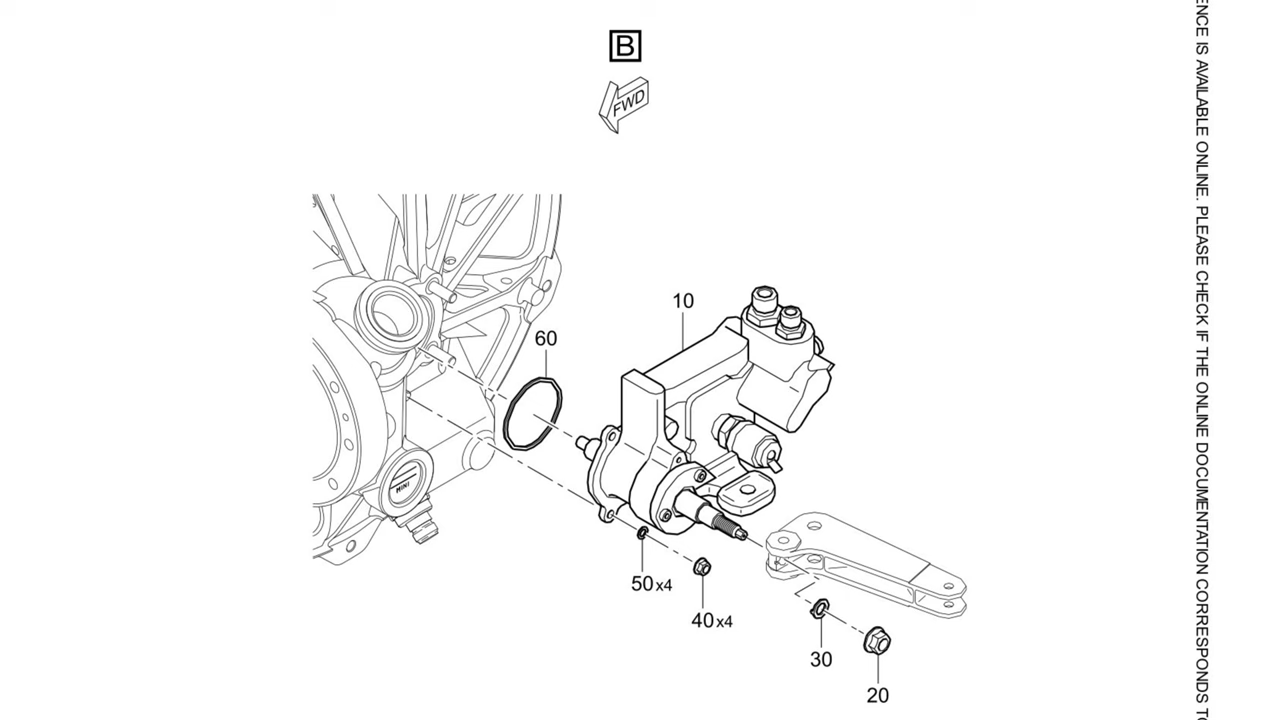 B
FWD
10
60
MINI
50x4
40x4
30
20
ENCE IS AVAILABLE ONLINE. PLEASE CHECK IF THE ONLINE DOCUMENTATION CORRESPONDS TO